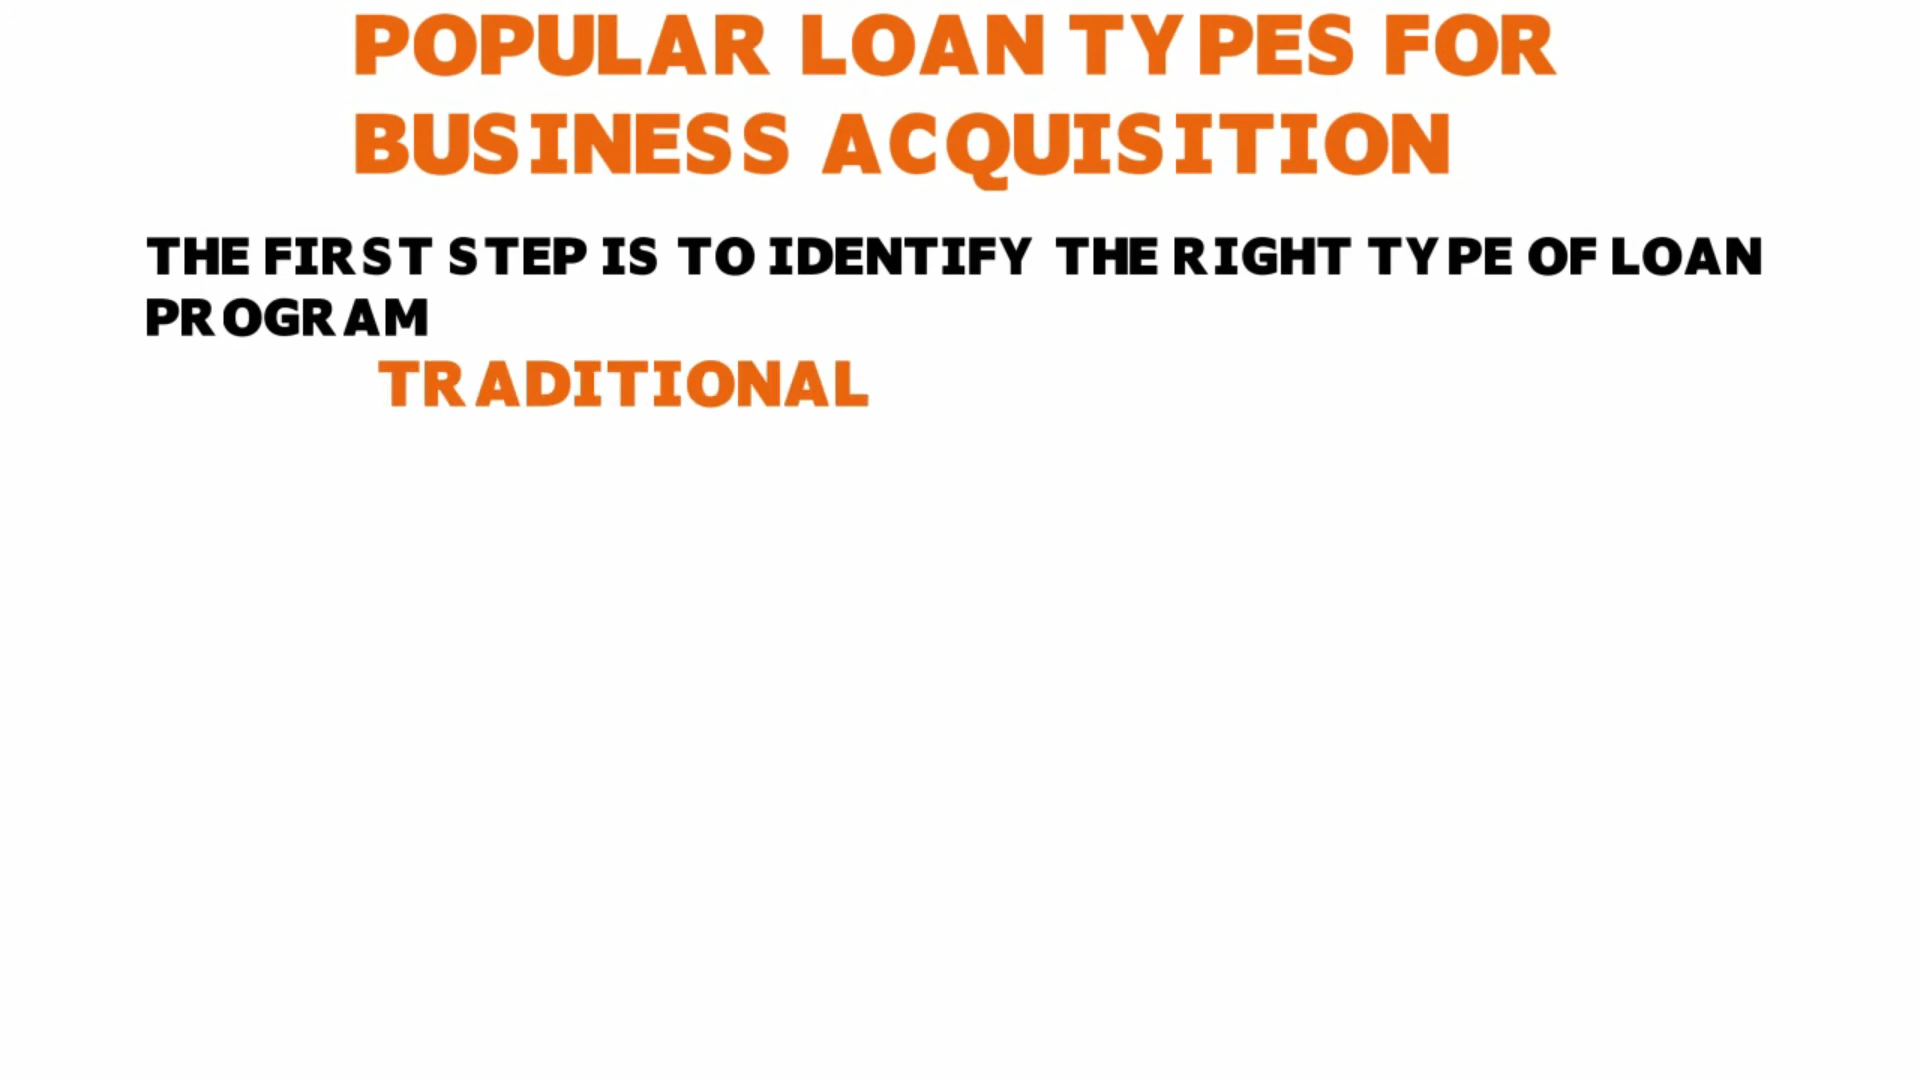 POPULAR LOAN TYPES FOR
BUSINESS ACQUISITION
THE FIRST STEP IS TO IDENTIFY THE RIGHT TYPE OF LOAN
PROGRAM
TRADITIONAL